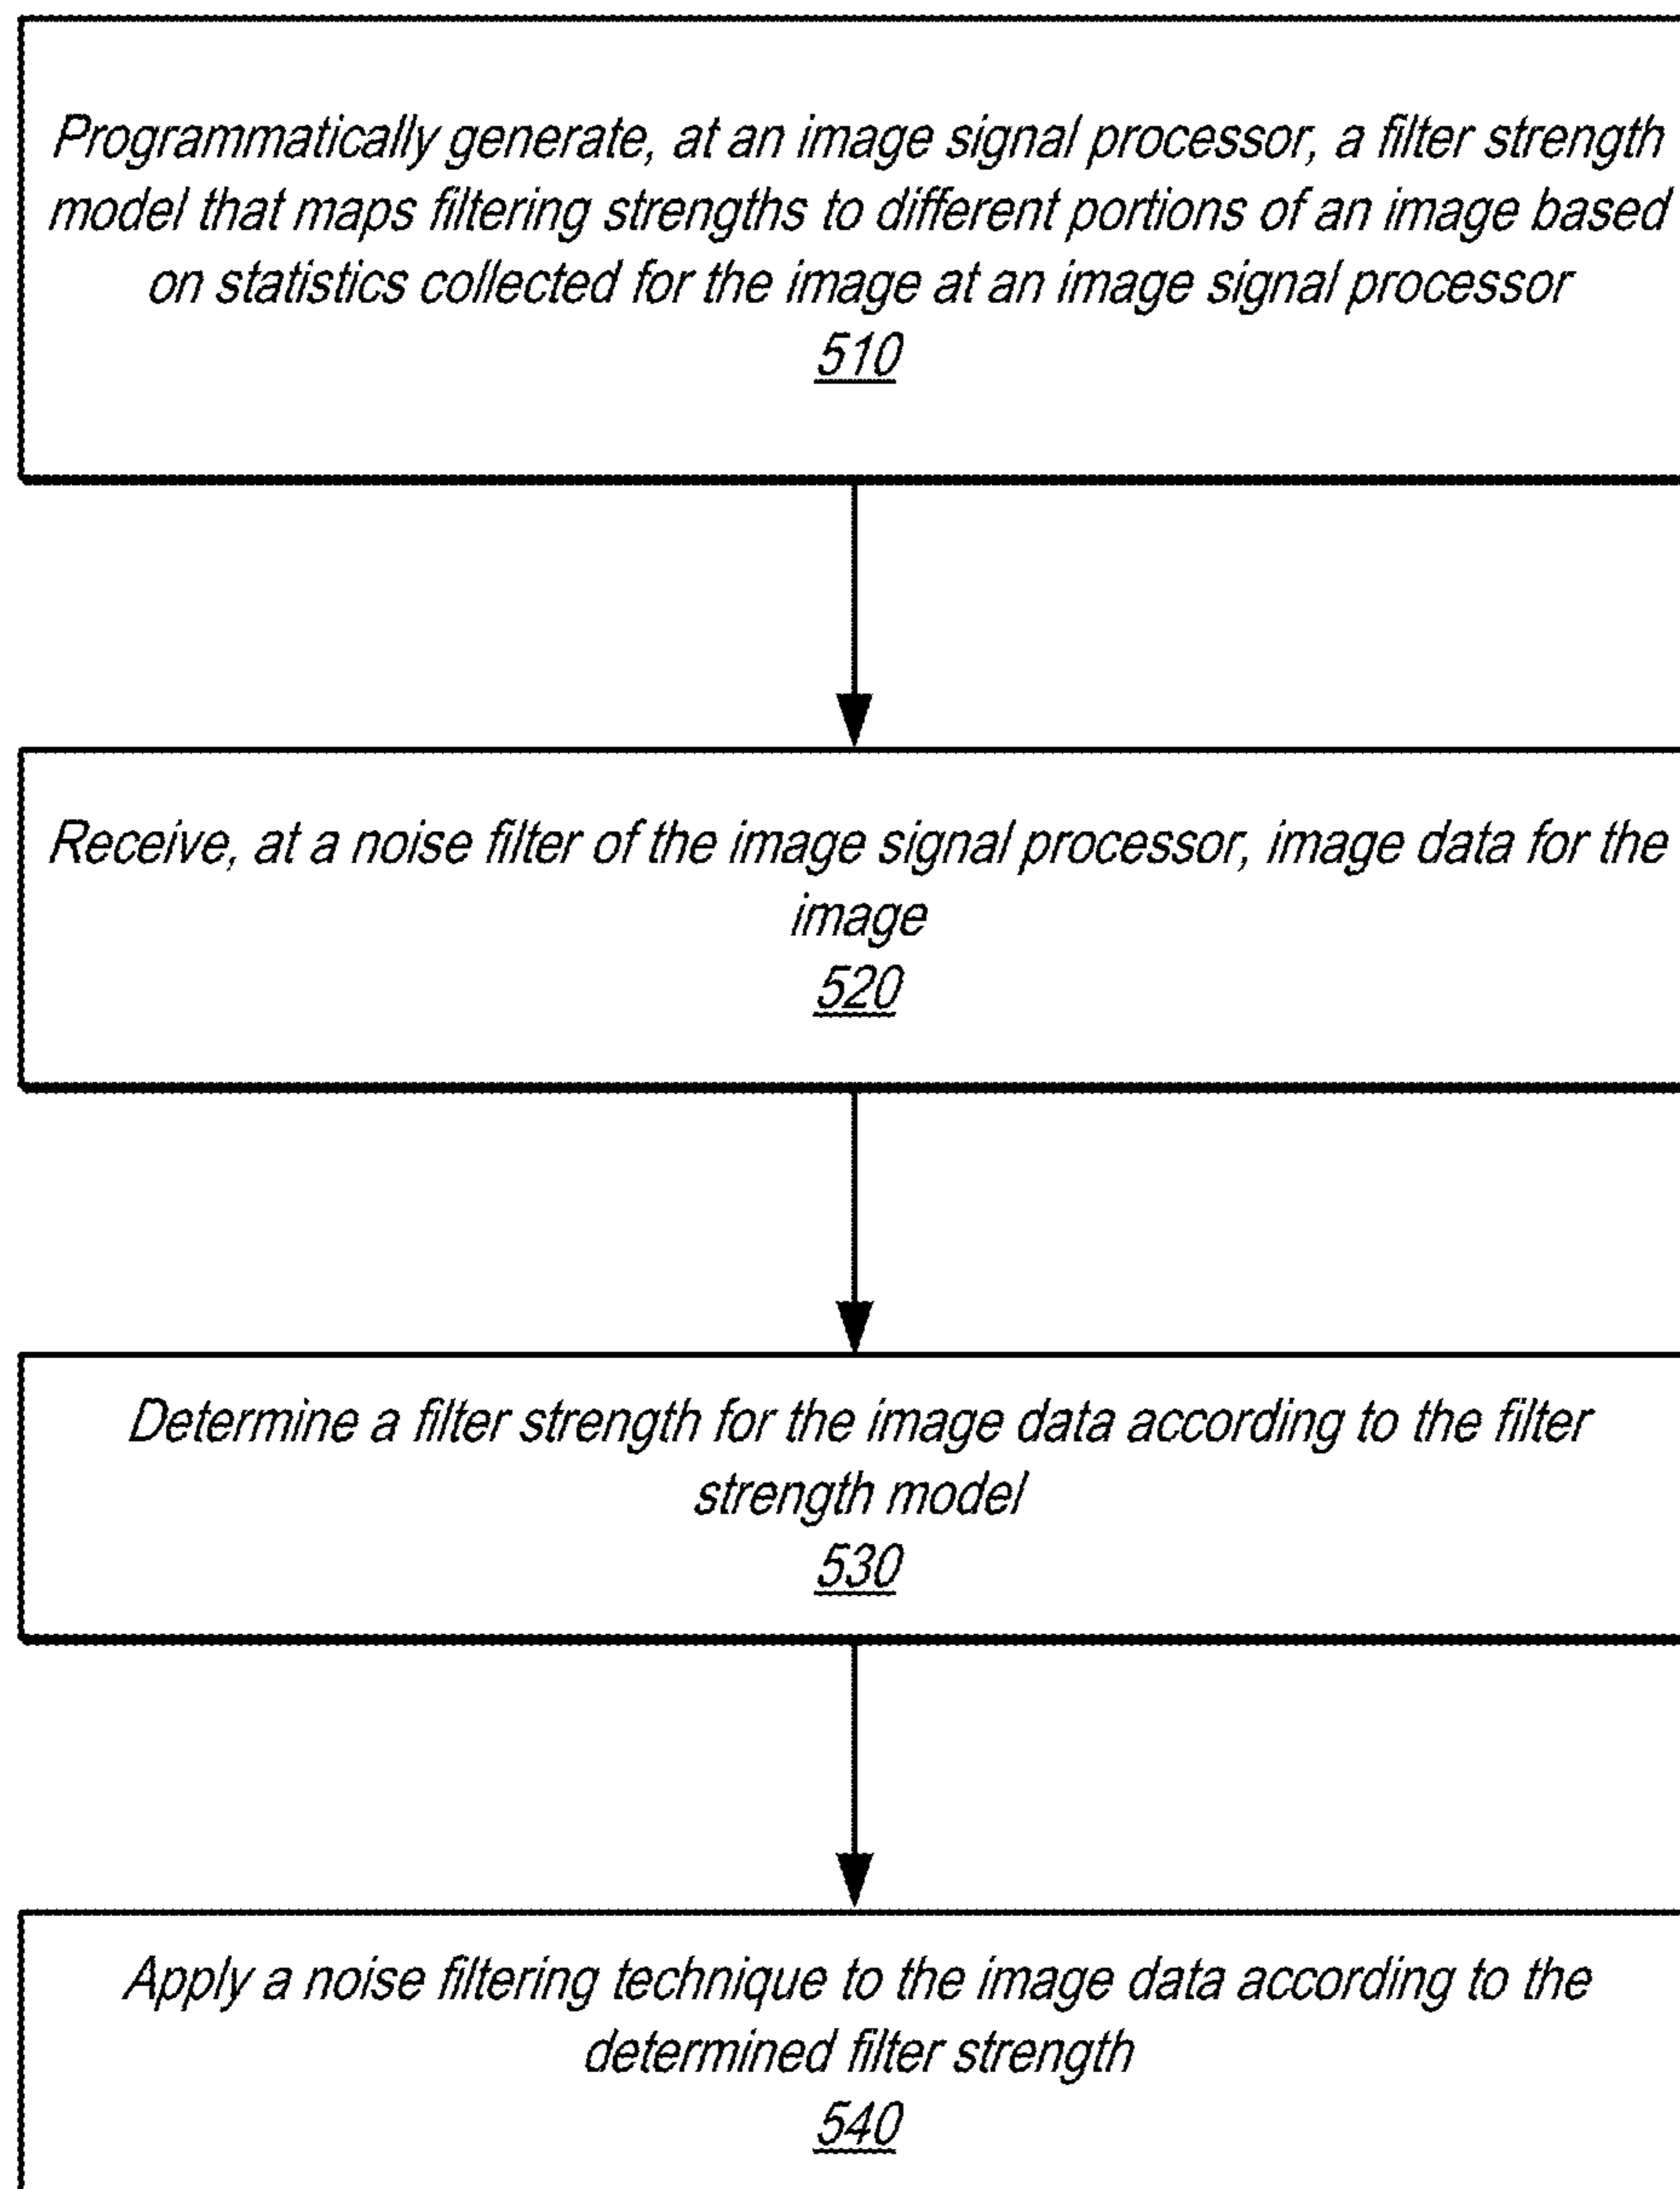 Programmatically generate, at an image signal processor, a filter strength
model that maps filtering strengths to different portions of an image based
on statistics collected for the image at an image signal processor
510
Receive, at a noise filter of the image signal processor, image data for the
image
520
Determine a filter strength for the image data according to the filter
strength model
530
Apply a noise filtering technique to the image data according to the
determined filter strength
540